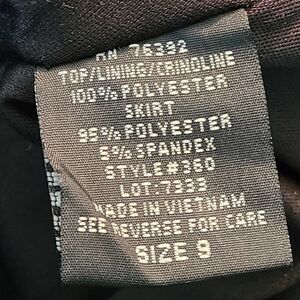 RN 76392
TOP/LINING/CRINOLINE
100% POLYESTER
SKIRT
95% POLYESTER
5% SPANDEX
STYLE#360
LOT:7333
MADE IN VIETNAM
SEE REVERSE FOR CARE
SIZE 9